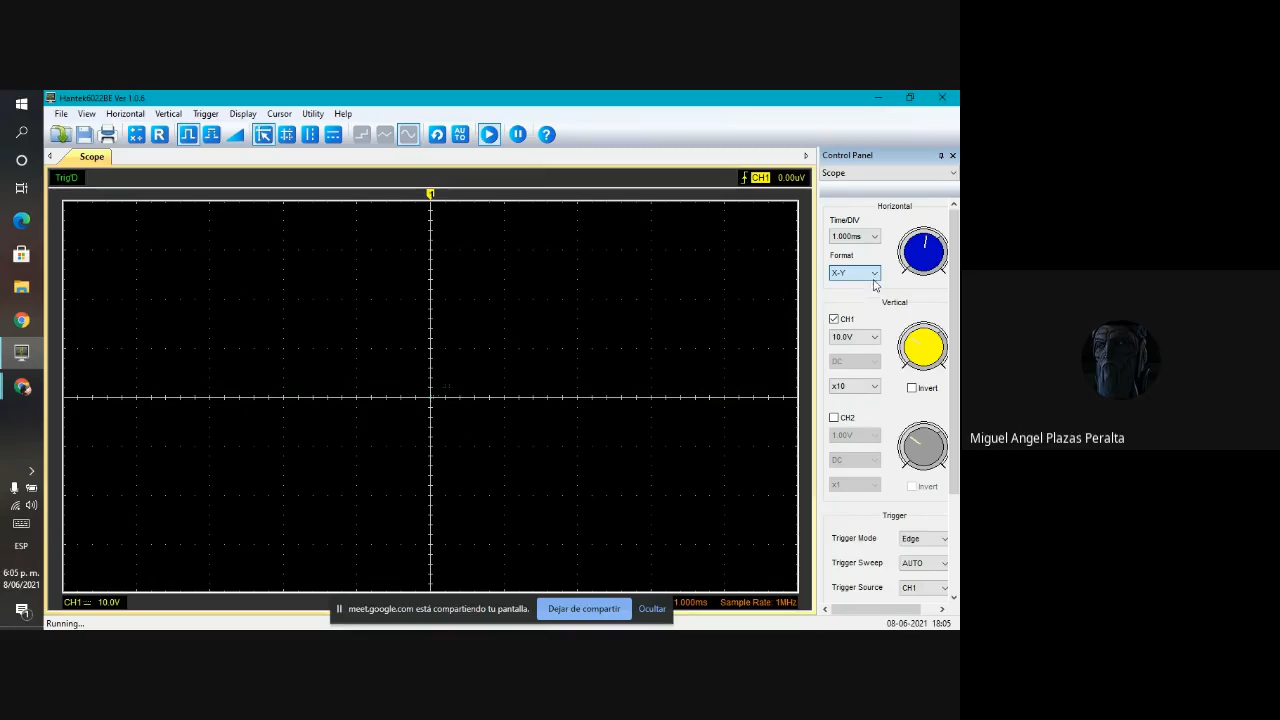 Hantek6022BE Ver 1.0.6
File View Horizontal Vertical Trigger Display Cursor Utility Help
R
AUTO
?
Scope
Control Panel
Scope
Trig'D
CH1 0.00uV
1
Horizontal
Time/DIV
1.000ms
Format
X-Y
Vertical
CH1
10.0V
DC
x10
Invert
CH2
1.00V
DC
x1
Invert
Trigger
Trigger Mode Edge
Trigger Sweep AUTO
Trigger Source CH1
CH1 10.0V
1.000ms Sample Rate: 1MHz
meet.google.com está compartiendo tu pantalla.
Dejar de compartir
Ocultar
Running...
08-06-2021 18:05
ESP
6:05 p. m.
8/06/2021
1
Miguel Angel Plazas Peralta